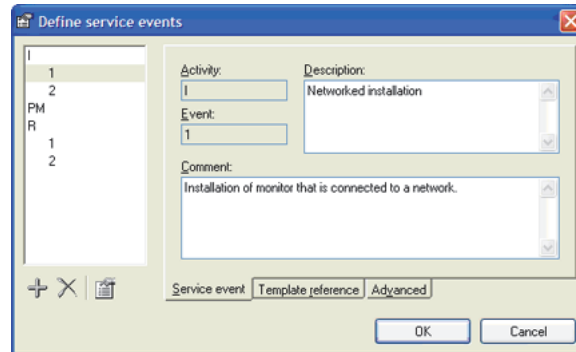 Define service events
I
1
2
PM
R
1
2
Activity:
Description:
I
Networked installation
Event:
1
Comment:
Installation of monitor that is connected to a network.
Service event
Template reference
Advanced
OK
Cancel